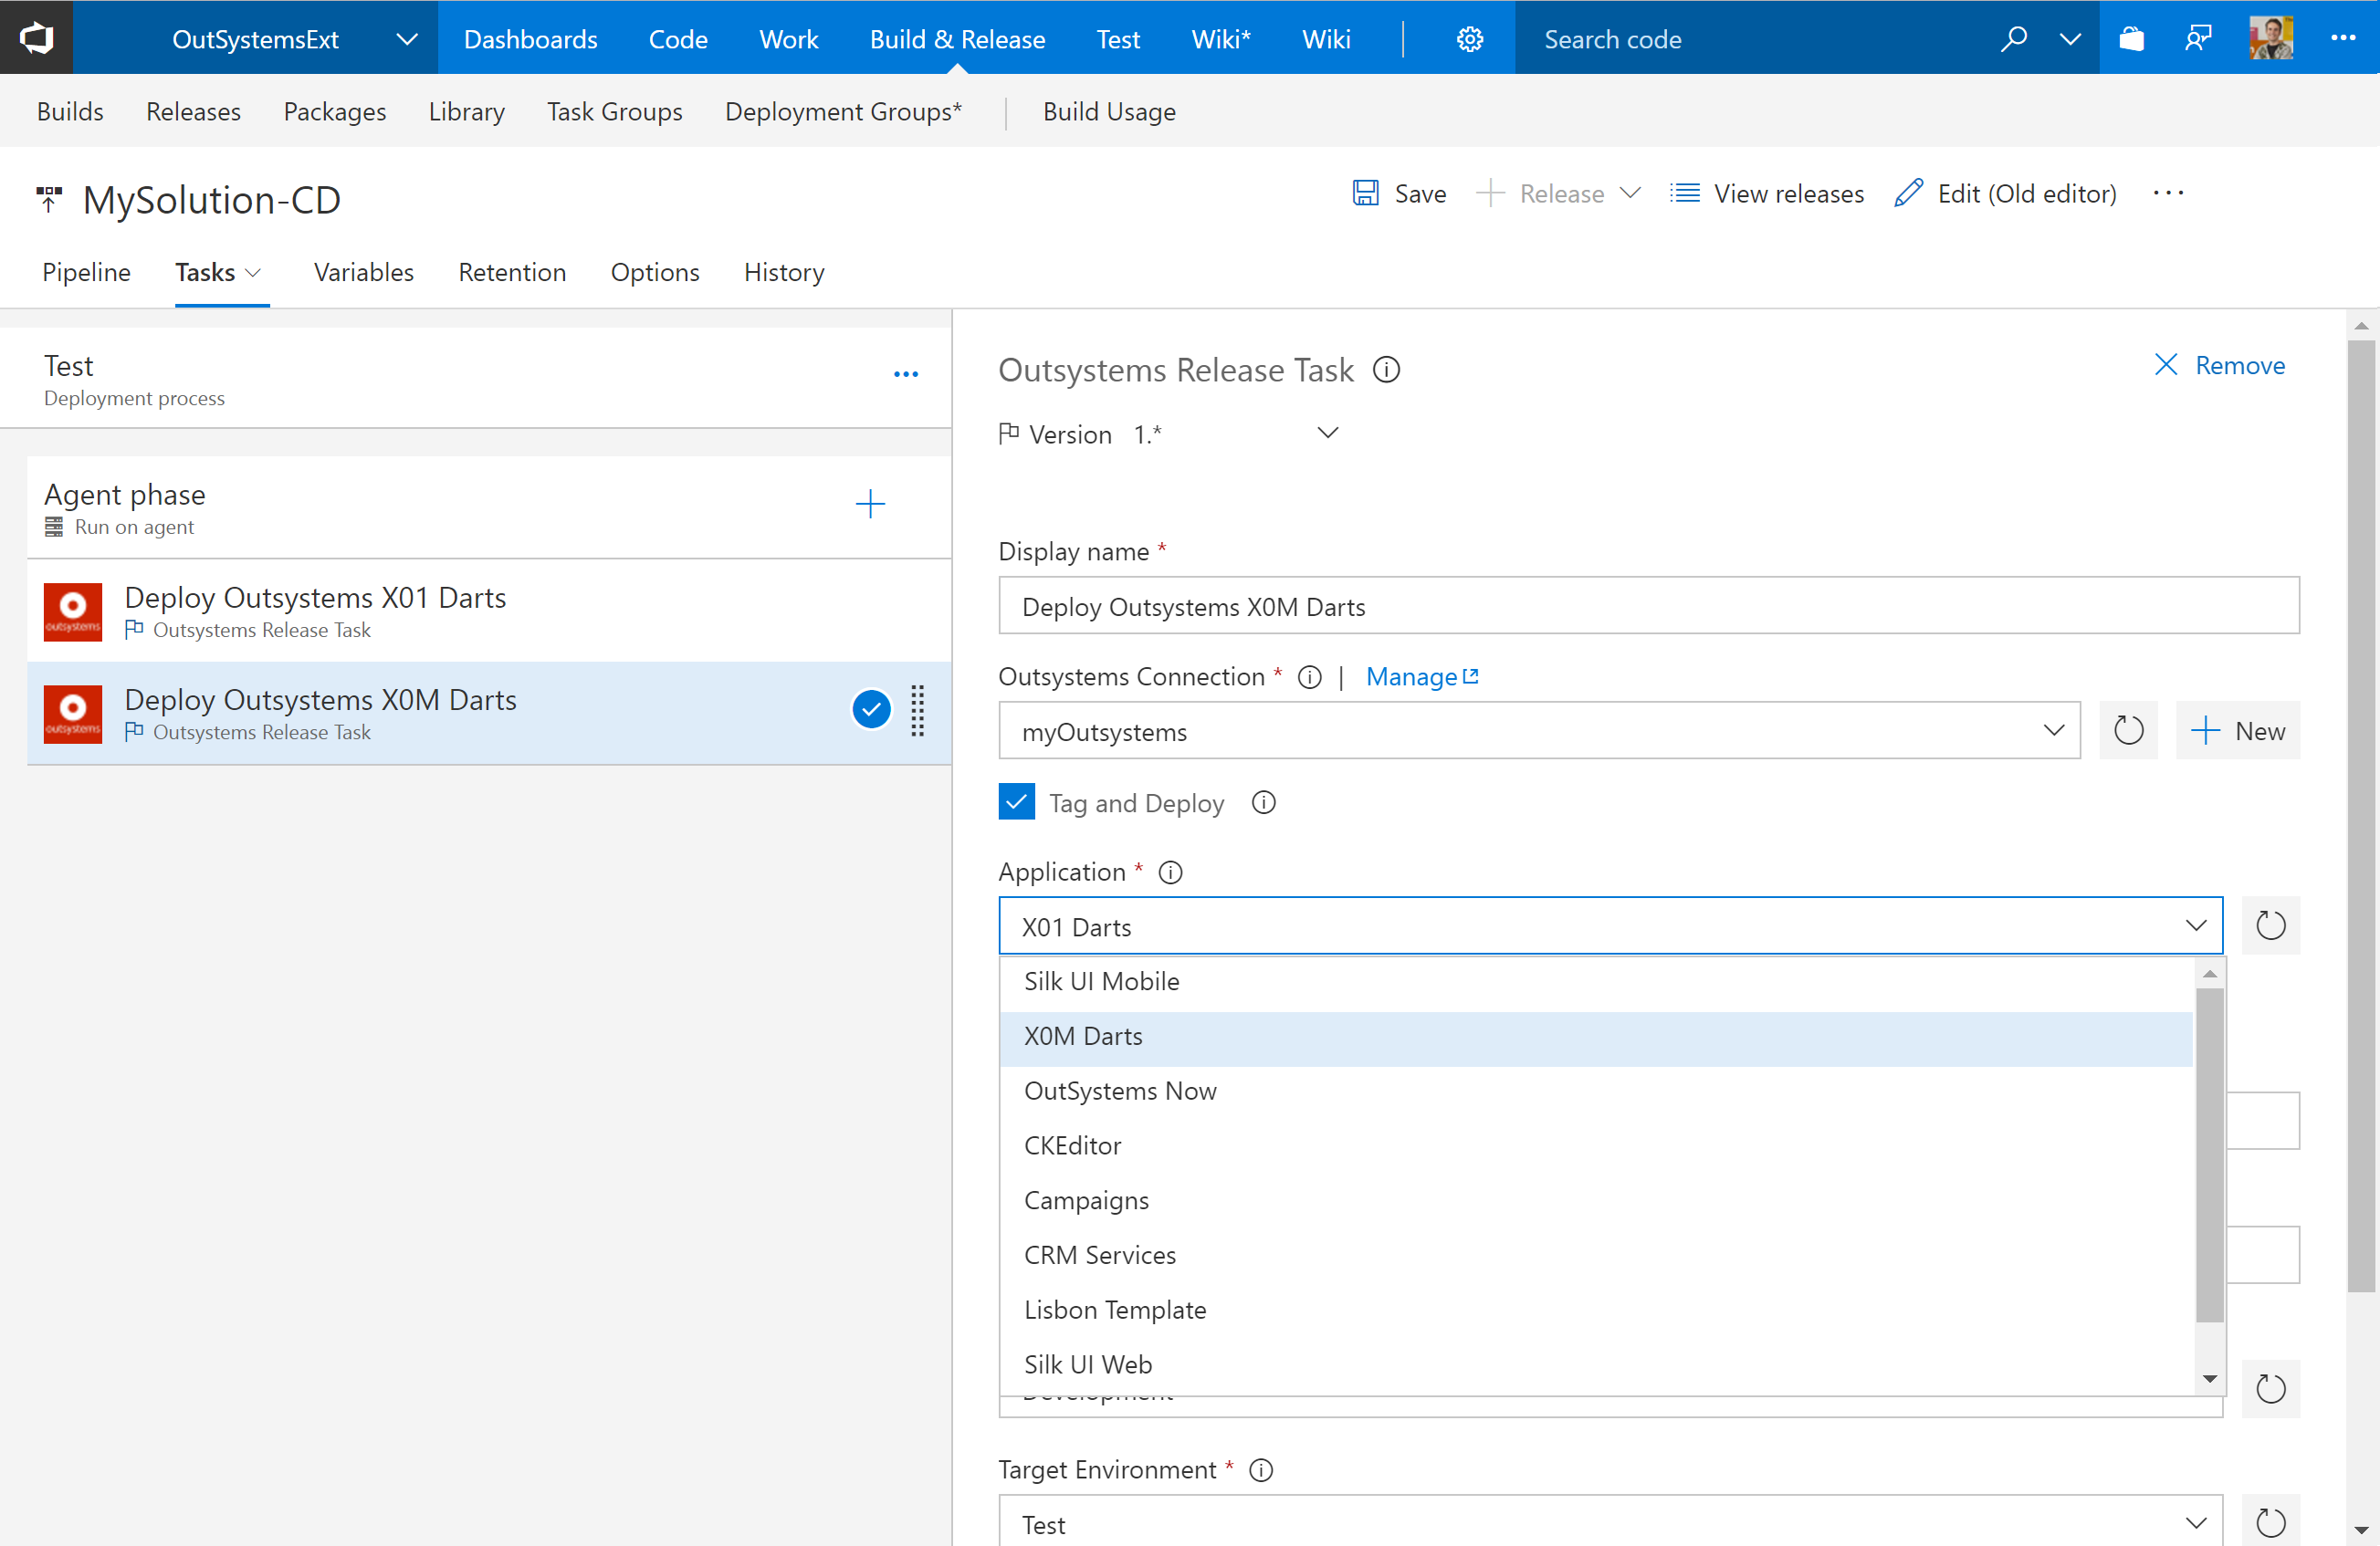 OutSystemsExt Dashboards Code Work Build & Release Test Wiki* Wiki Search code
Builds Releases Packages Library Task Groups Deployment Groups* Build Usage
MySolution-CD
Save Release View releases Edit (Old editor)
Pipeline Tasks Variables Retention Options History
Test
Deployment process
Agent phase
Run on agent
outsystems
Deploy Outsystems X01 Darts
Outsystems Release Task
outsystems
Deploy Outsystems X0M Darts
Outsystems Release Task
Outsystems Release Task
Remove
Version 1.*
Display name *
Deploy Outsystems X0M Darts
Outsystems Connection * | Manage
myOutsystems
New
Tag and Deploy
Application *
X01 Darts
Silk UI Mobile
X0M Darts
OutSystems Now
CKEditor
Campaigns
CRM Services
Lisbon Template
Silk UI Web
Development
Target Environment *
Test